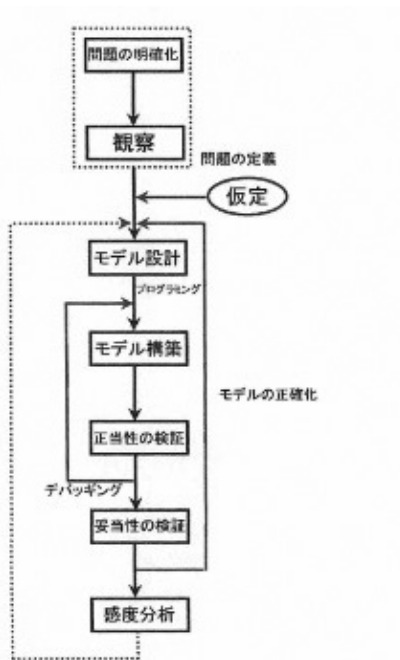 問題の明確化
観察
問題の定義
仮定
モデル設計
プログラミング
モデル構築
モデルの正確化
正当性の検証
デバッギング
妥当性の検証
感度分析